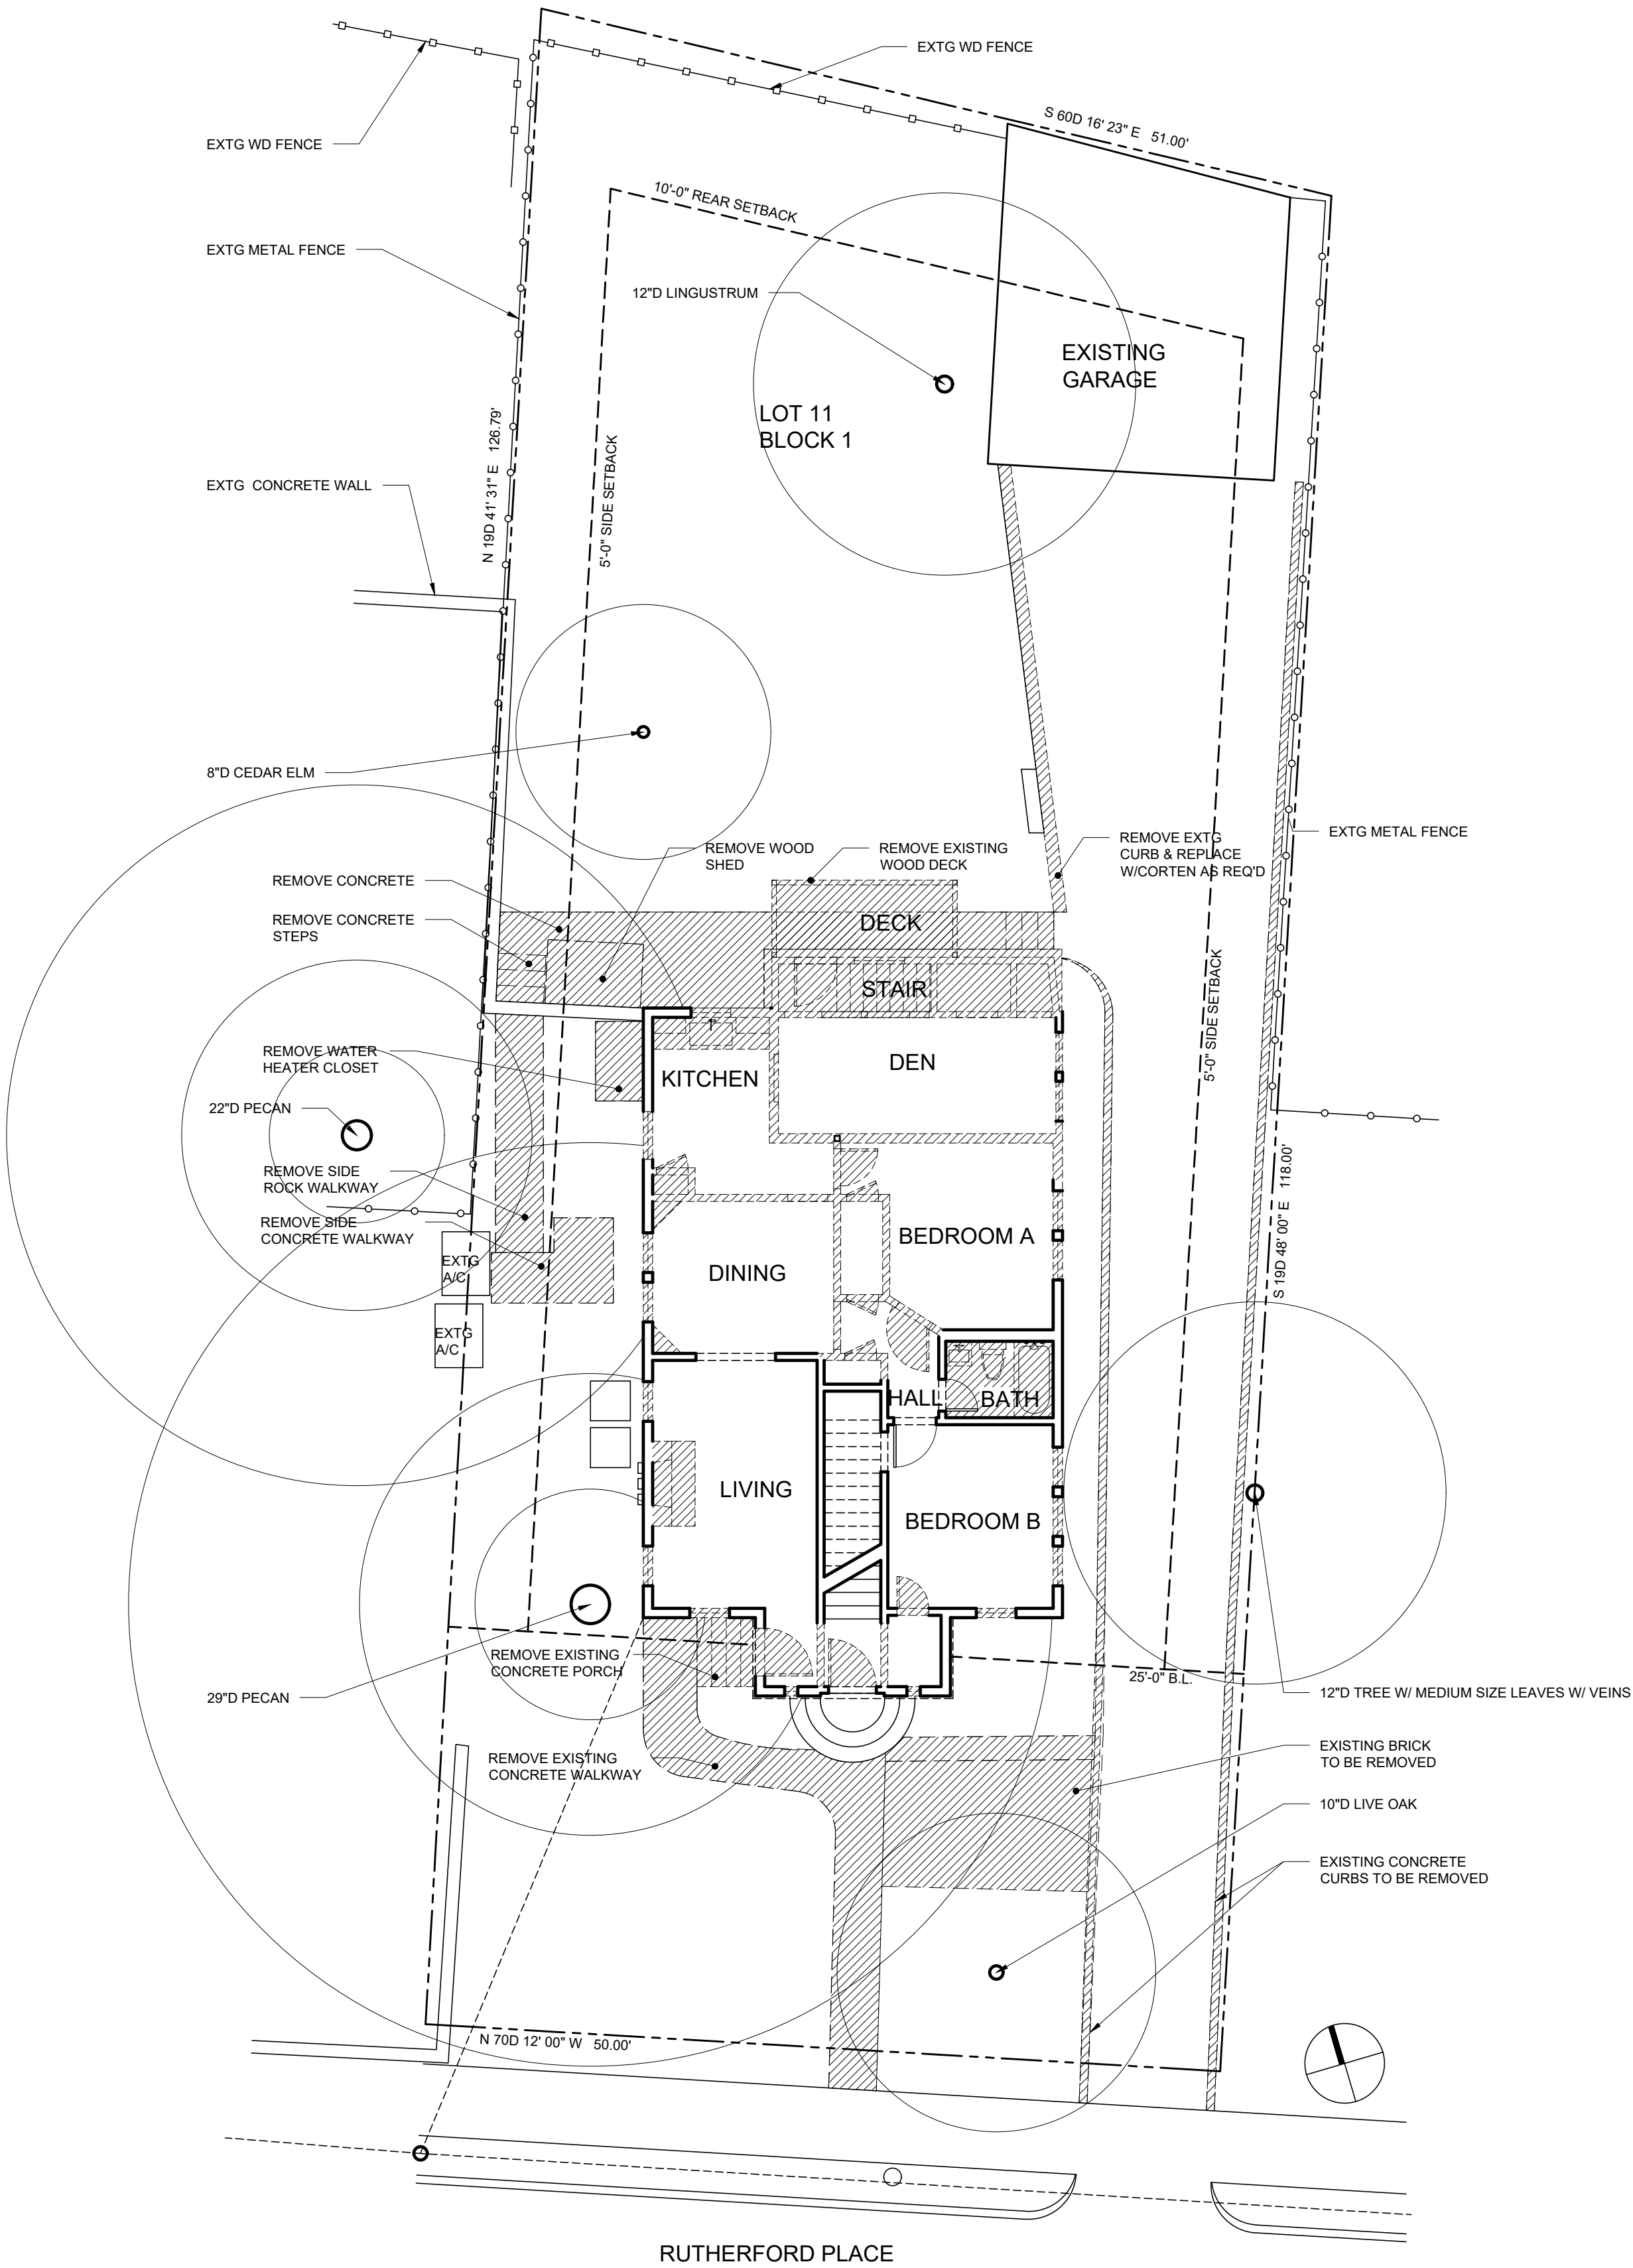 EXTG WD FENCE
S 60D 16' 23" E 51.00'
EXTG WD FENCE
10'-0" REAR SETBACK
EXTG METAL FENCE
12"D LINGUSTRUM
EXISTING
GARAGE
LOT 11
BLOCK 1
N 19D 41' 31" E 126.79'
5'-0" SIDE SETBACK
EXTG CONCRETE WALL
8"D CEDAR ELM
REMOVE WOOD
SHED
REMOVE EXISTING
WOOD DECK
REMOVE EXTG
CURB & REPLACE
W/CORTEN AS REQ'D
EXTG METAL FENCE
REMOVE CONCRETE
REMOVE CONCRETE
STEPS
DECK
STAIR
5'-0" SIDE SETBACK
REMOVE WATER
HEATER CLOSET
KITCHEN
DEN
22"D PECAN
REMOVE SIDE
ROCK WALKWAY
REMOVE SIDE
CONCRETE WALKWAY
S 19D 48' 00" E 118.00'
BEDROOM A
EXTG
A/C
DINING
EXTG
A/C
HALL
BATH
LIVING
BEDROOM B
REMOVE EXISTING
CONCRETE PORCH
25'-0" B.L.
29"D PECAN
12"D TREE W/ MEDIUM SIZE LEAVES W/ VEINS
REMOVE EXISTING
CONCRETE WALKWAY
EXISTING BRICK
TO BE REMOVED
10"D LIVE OAK
EXISTING CONCRETE
CURBS TO BE REMOVED
N 70D 12' 00" W 50.00'
RUTHERFORD PLACE